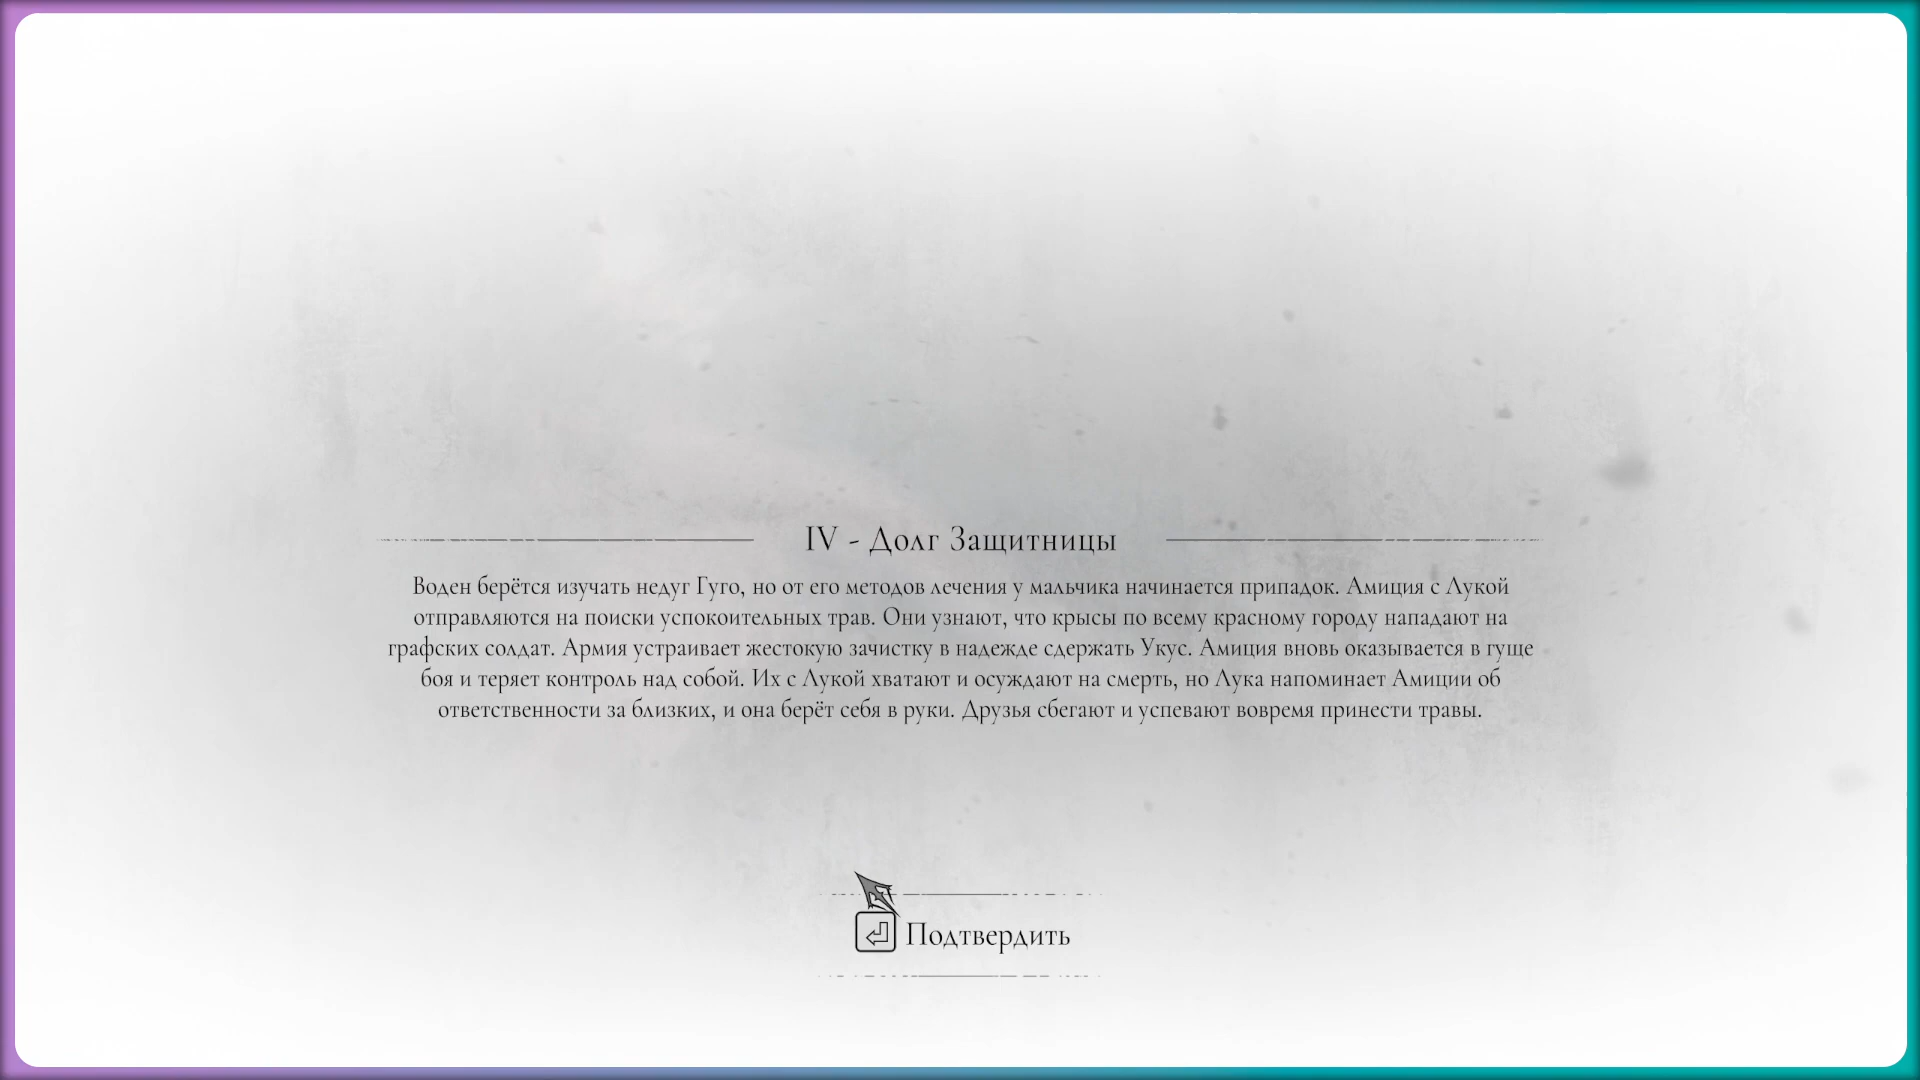 IV - Долг Защитницы
Воден берётся изучать недуг Гуго, но от его методов лечения у мальчика начинается припадок. Амиция с Лукой
отправляются на поиски успокоительных трав. Они узнают, что крысы по всему красному городу нападают на
графских солдат. Армия устраивает жестокую зачистку в надежде сдержать Укус. Амиция вновь оказывается в гуще
боя и теряет контроль над собой. Их с Лукой хватают и осуждают на смерть, но Лука напоминает Амиции об
ответственности за близких, и она берёт себя в руки. Друзья сбегают и успевают вовремя принести травы.
Подтвердить